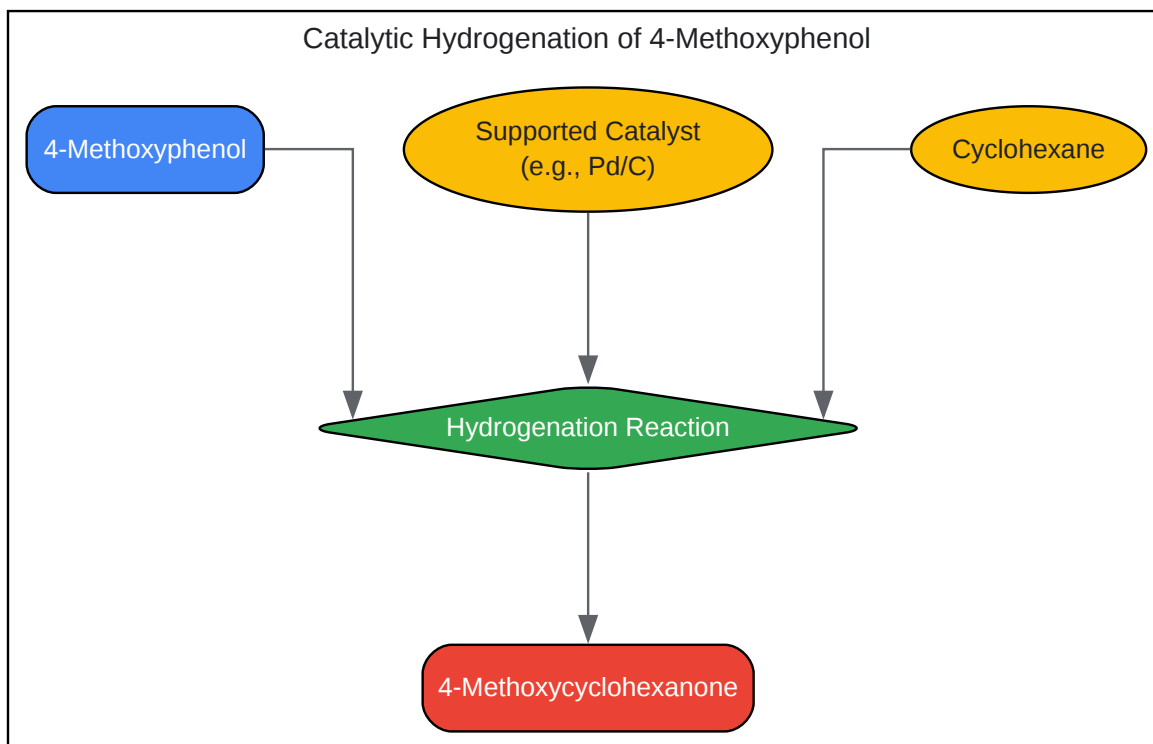 Catalytic Hydrogenation of 4-Methoxyphenol
4-Methoxyphenol
Supported Catalyst
(e.g., Pd/C)
Cyclohexane
Hydrogenation Reaction
4-Methoxycyclohexanone